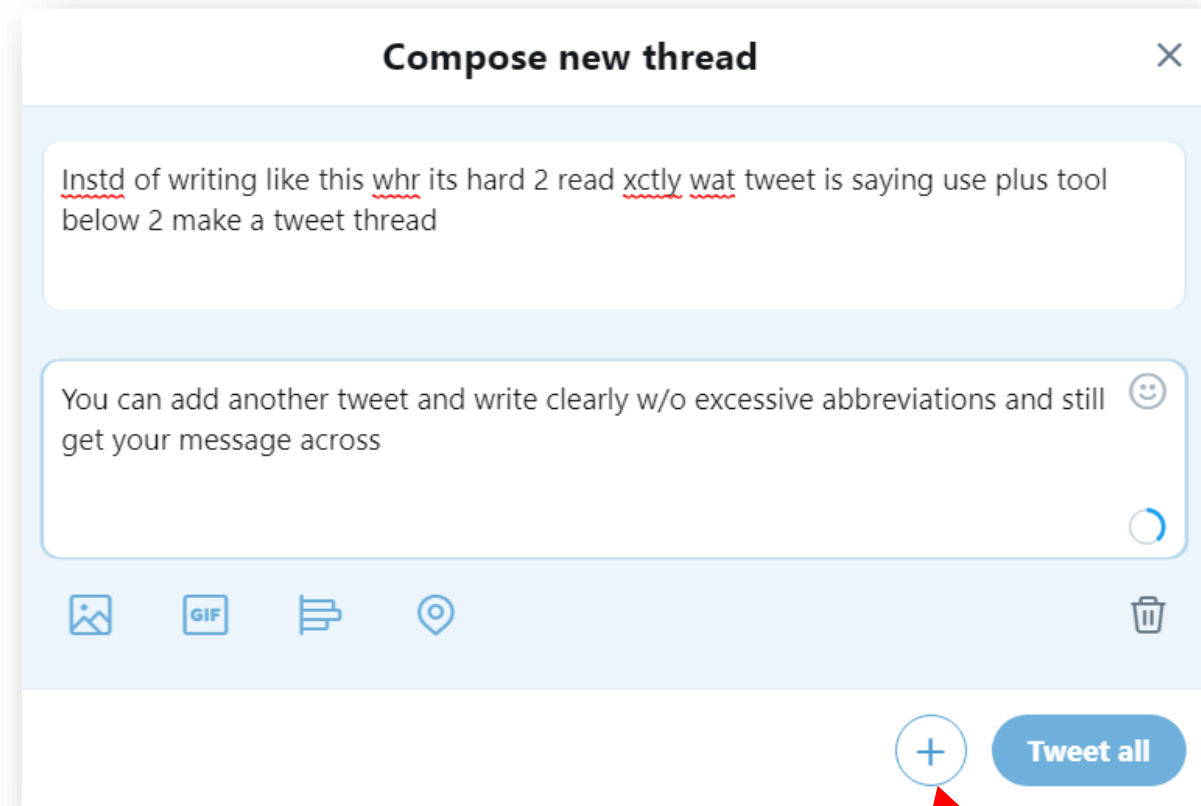 Compose new thread
Instd of writing like this whr its hard 2 read xctly wat tweet is saying use plus tool
below 2 make a tweet thread
You can add another tweet and write clearly w/o excessive abbreviations and still
get your message across
GIF
Tweet all